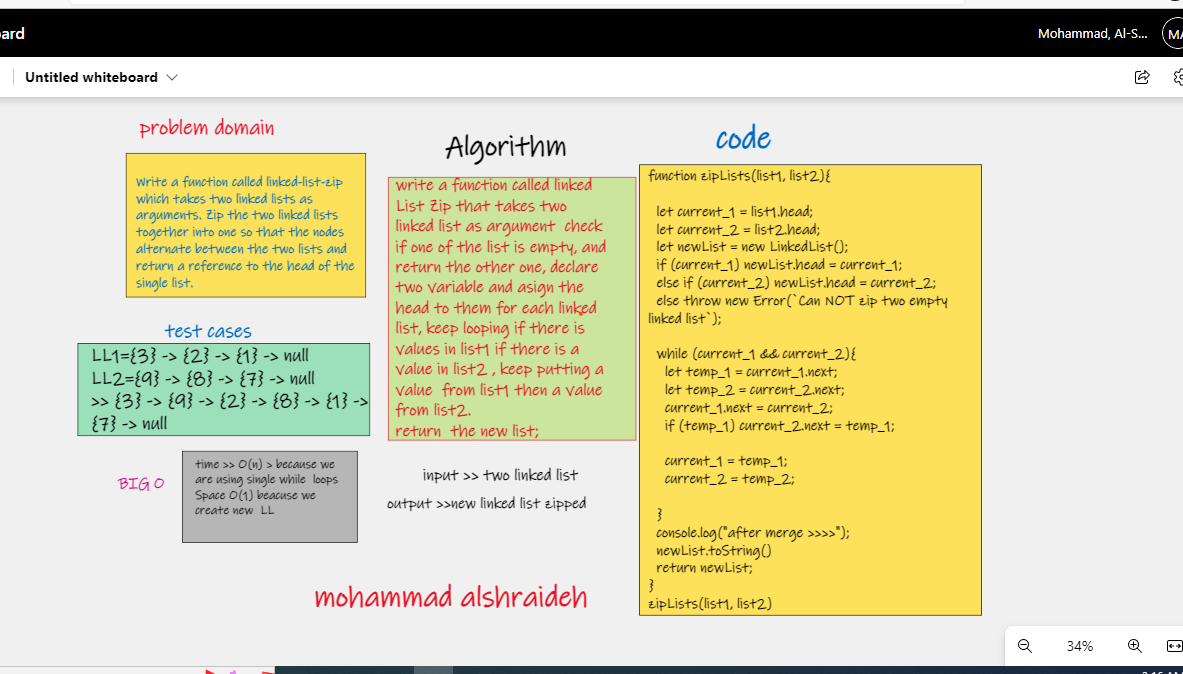 ard
Mohammad, Al-S...
MA
Untitled whiteboard
problem domain
Write a function called linked-list-zip
which takes two linked lists as
arguments. Zip the two linked lists
together into one so that the nodes
alternate between the two lists and
return a reference to the head of the
single list.
test cases
LL1={3} -> {2} -> {1} -> null
LL2={9} -> {8} -> {7} -> null
>> {3} -> {9} -> {2} -> {8} -> {1} ->
{7} -> null
BIG O
time >> O(n) > because we
are using single while loops
Space O(1) beacuse we
create new LL
Algorithm
write a function called linked
List Zip that takes two
linked list as argument check
if one of the list is empty, and
return the other one, declare
two variable and asign the
head to them for each linked
list, keep looping if there is
values in list1 if there is a
value in list2 , keep putting a
value from list1 then a value
from list2.
return the new list;
input >> two linked list
output >>new linked list zipped
mohammad alshraideh
code
function zipLists(list1, list2){
let current_1 = list1.head;
let current_2 = list2.head;
let newList = new LinkedList();
if (current_1) newList.head = current_1;
else if (current_2) newList.head = current_2;
else throw new Error(`Can NOT zip two empty
linked list`);
while (current_1 && current_2){
let temp_1 = current_1.next;
let temp_2 = current_2.next;
current_1.next = current_2;
if (temp_1) current_2.next = temp_1;
current_1 = temp_1;
current_2 = temp_2;
}
console.log("after merge >>>>");
newList.toString()
return newList;
}
zipLists(list1, list2)
34%